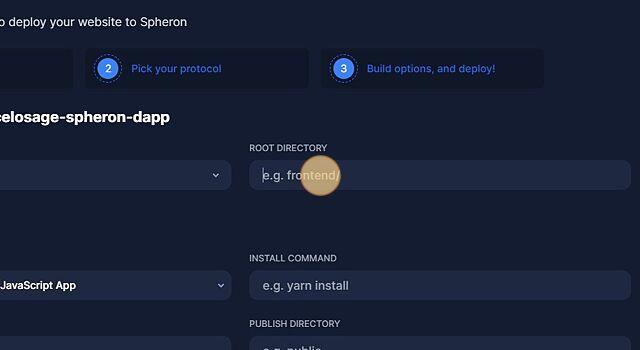 o deploy your website to Spheron
2 Pick your protocol 3 Build options, and deploy!
celosage-spheron-dapp
ROOT DIRECTORY
e.g. frontend/
INSTALL COMMAND
JavaScript App e.g. yarn install
PUBLISH DIRECTORY
e.g. public